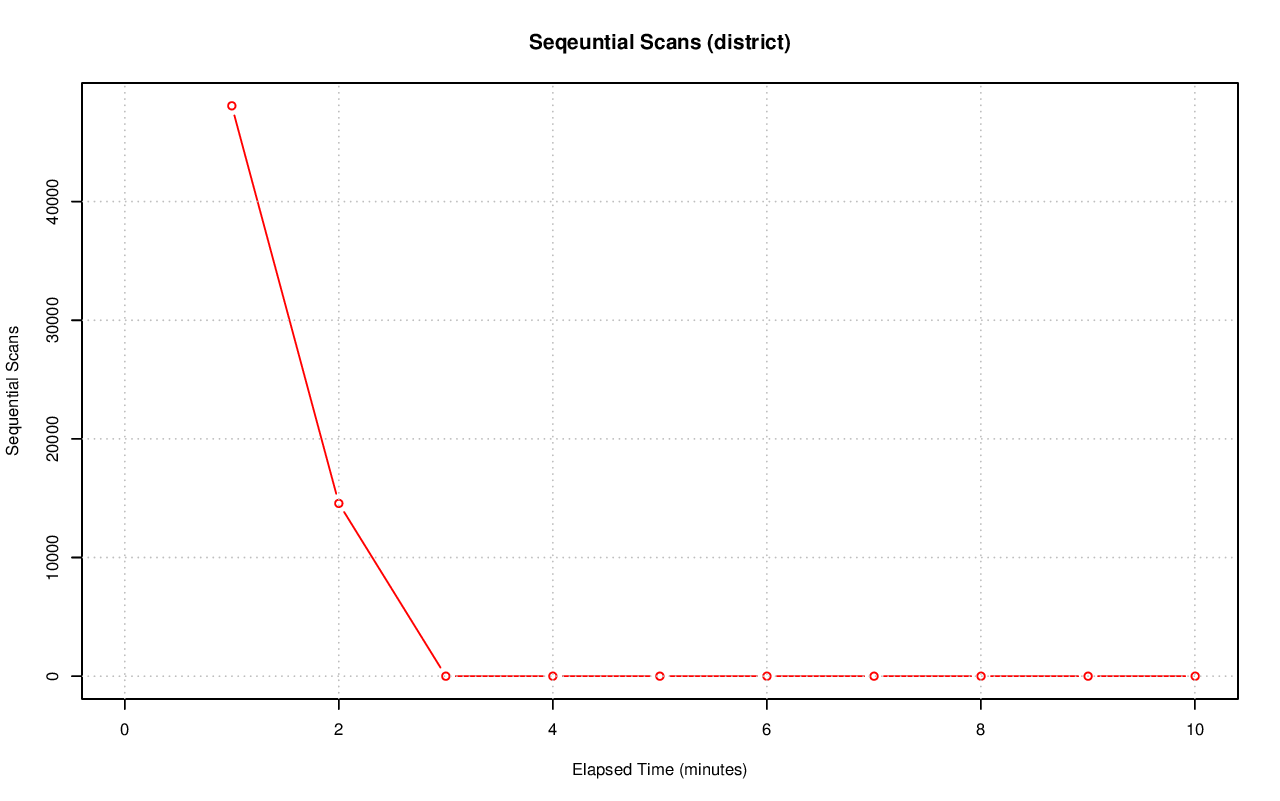 Seqeuntial Scans (district)
Sequential Scans
40000
30000
20000
10000
0
0 2 4 6 8 10
Elapsed Time (minutes)